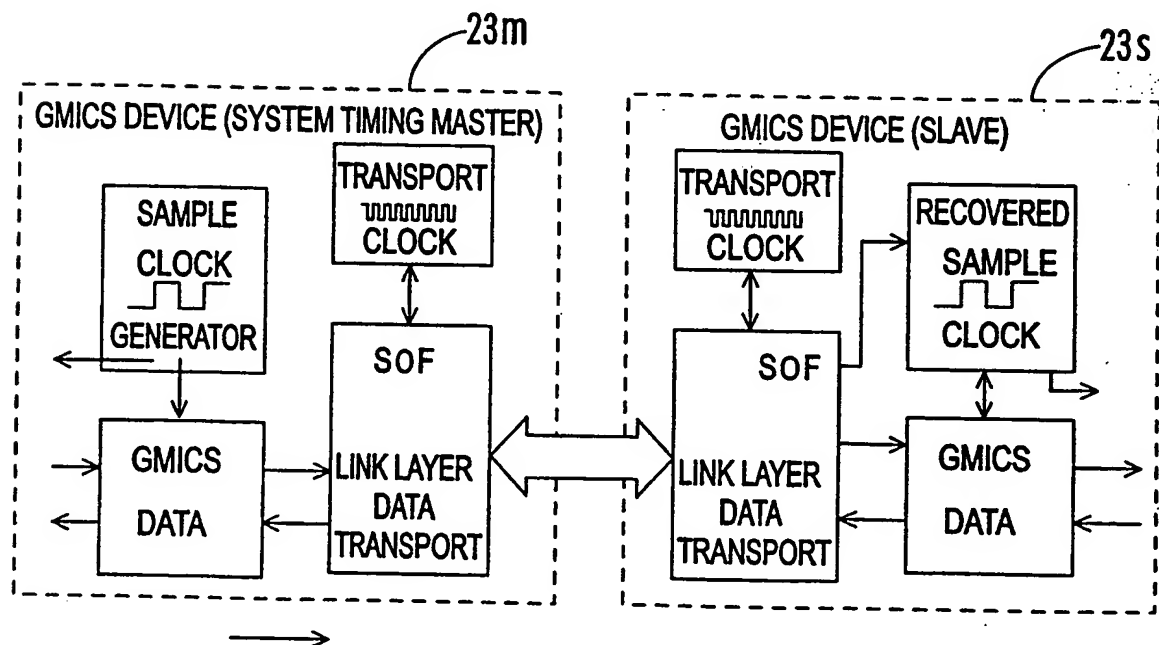 23m
GMICS DEVICE (SYSTEM TIMING MASTER)
SAMPLE
CLOCK
GENERATOR
TRANSPORT
CLOCK
SOF
LINK LAYER
DATA
TRANSPORT
GMICS
DATA
23s
GMICS DEVICE (SLAVE)
TRANSPORT
CLOCK
RECOVERED
SAMPLE
CLOCK
SOF
LINK LAYER
DATA
TRANSPORT
GMICS
DATA